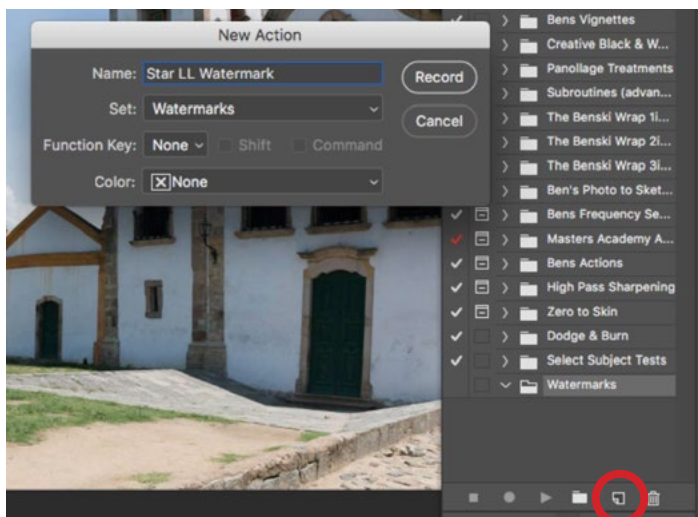 New Action
Name: Star LL Watermark
Record
Set: Watermarks
Cancel
Function Key: None Shift Command
Color: None
Bens Vignettes
Creative Black & W...
Panollage Treatments
Subroutines (advan...
The Benski Wrap 1i...
The Benski Wrap 2i...
The Benski Wrap 3i...
Ben's Photo to Sket...
Bens Frequency Se...
Masters Academy A...
Bens Actions
High Pass Sharpening
Zero to Skin
Dodge & Burn
Select Subject Tests
Watermarks